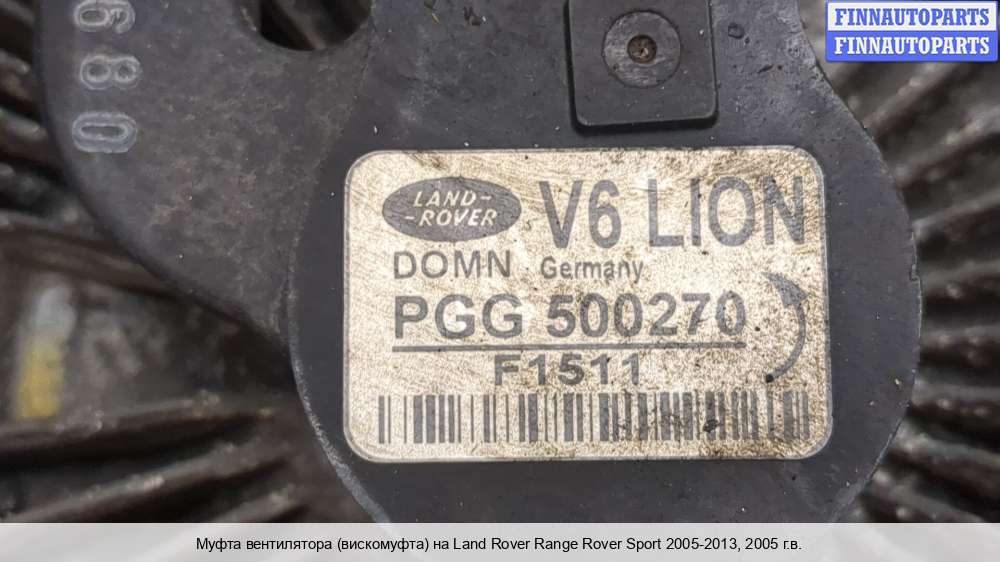 FINNAUTOPARTS
FINNAUTOPARTS
680
LAND-
-ROVER
V6 LION
DOMN Germany
PGG 500270
F1511
Муфта вентилятора (вискомуфта) на Land Rover Range Rover Sport 2005-2013, 2005 г.в.